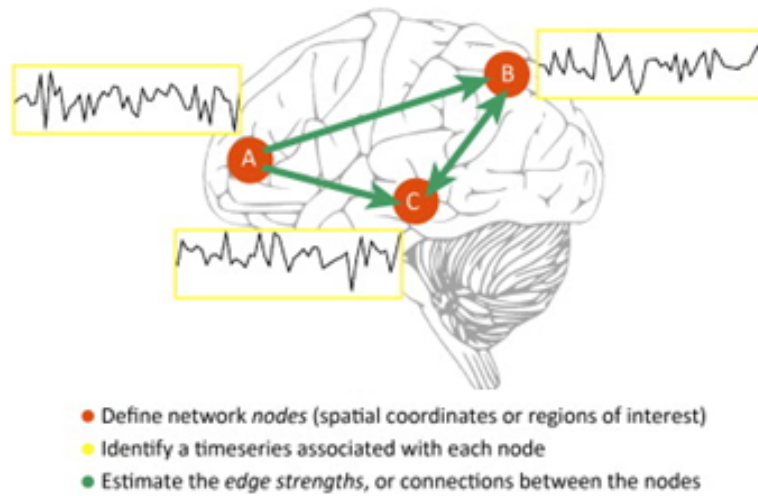 B
A
C
Define network nodes (spatial coordinates or regions of interest)
Identify a timeseries associated with each node
Estimate the edge strengths, or connections between the nodes